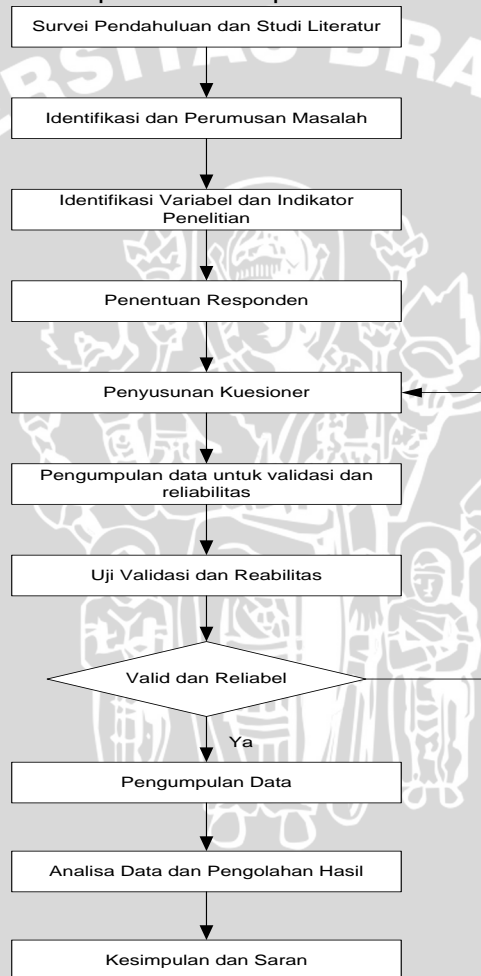 Survei Pendahuluan dan Studi Literatur
ERSITAS BRA
Identifikasi dan Perumusan Masalah
Identifikasi Variabel dan Indikator
Penelitian
Penentuan Responden
Penyusunan Kuesioner
Pengumpulan data untuk validasi dan
reliabilitas
Uji Validasi dan Reabilitas
Valid dan Reliabel
Ya
Pengumpulan Data
Analisa Data dan Pengolahan Hasil
Kesimpulan dan Saran